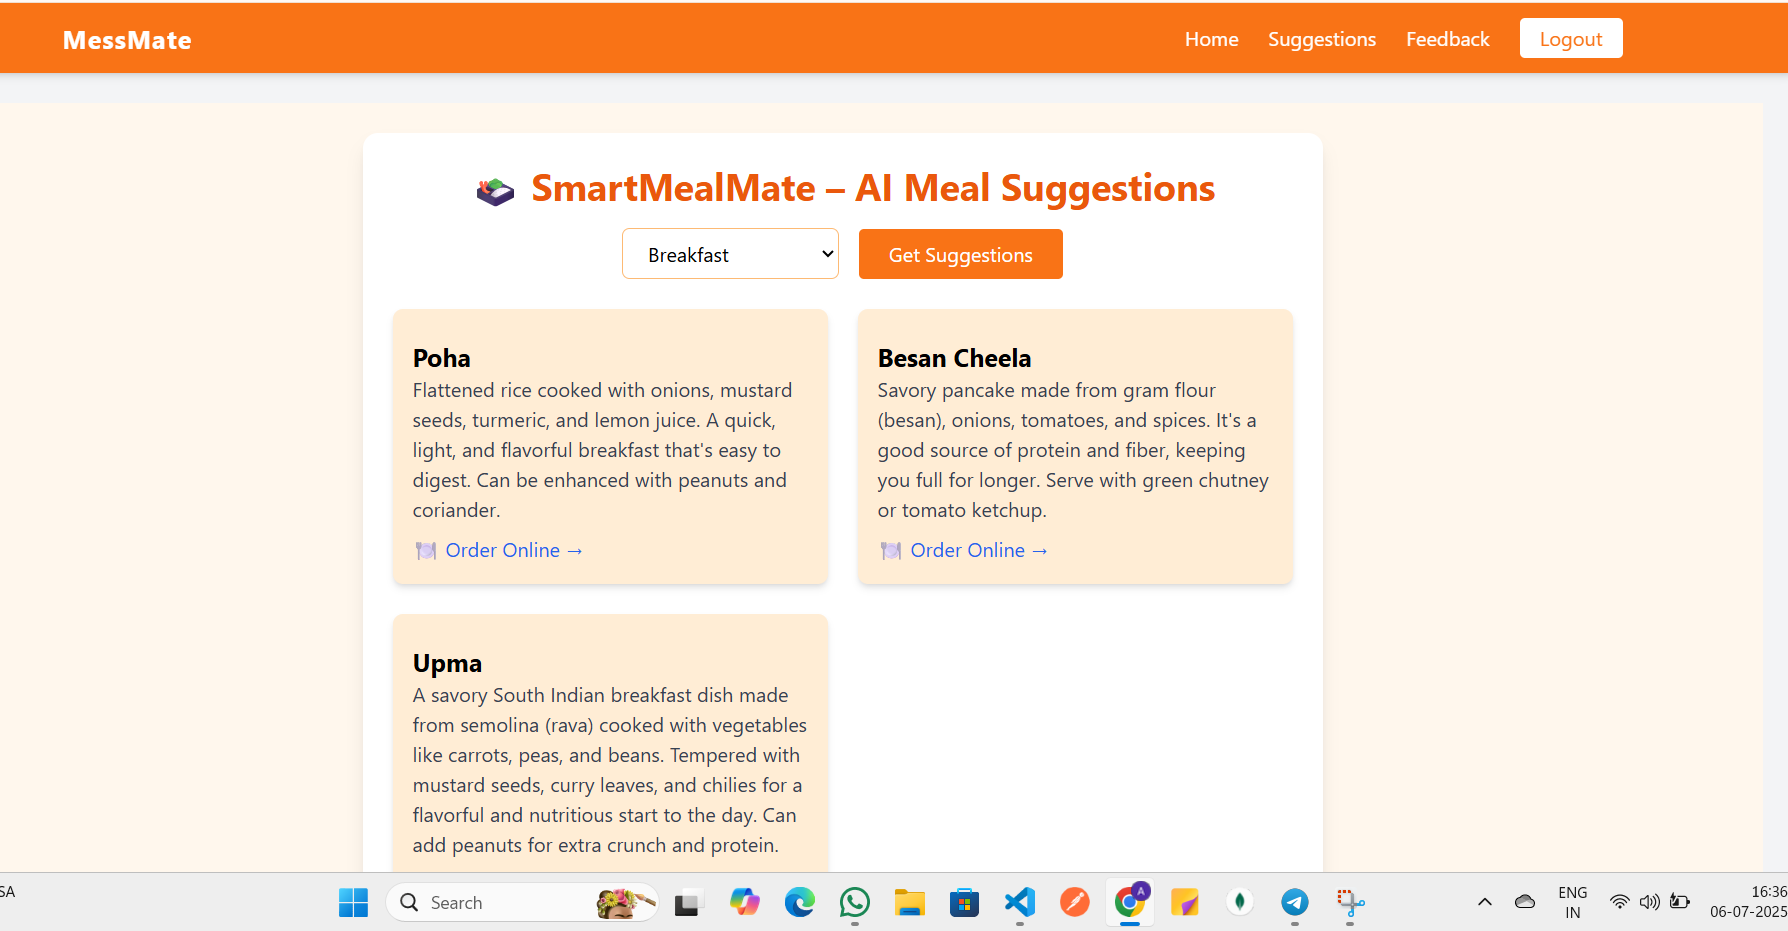 MessMate
Home Suggestions Feedback Logout
SmartMealMate – AI Meal Suggestions
Breakfast Get Suggestions
Poha
Flattened rice cooked with onions, mustard
seeds, turmeric, and lemon juice. A quick,
light, and flavorful breakfast that's easy to
digest. Can be enhanced with peanuts and
coriander.
Order Online →
Besan Cheela
Savory pancake made from gram flour
(besan), onions, tomatoes, and spices. It's a
good source of protein and fiber, keeping
you full for longer. Serve with green chutney
or tomato ketchup.
Order Online →
Upma
A savory South Indian breakfast dish made
from semolina (rava) cooked with vegetables
like carrots, peas, and beans. Tempered with
mustard seeds, curry leaves, and chilies for a
flavorful and nutritious start to the day. Can
add peanuts for extra crunch and protein.
SA
Search
A
ENG
IN
16:36
06-07-2025